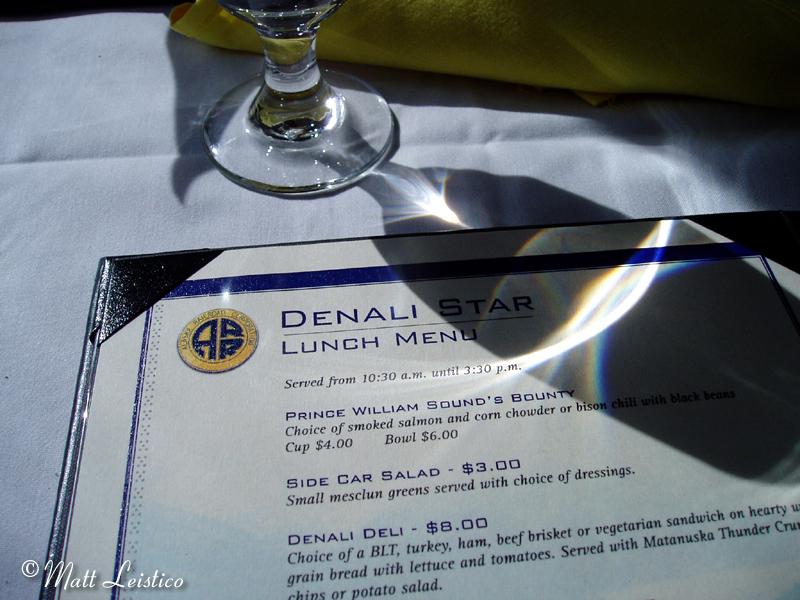 DENALI STAR
LUNCH MENU
ALASKA RAILROAD CORPORATION
ARR
Served from 10:30 a.m. until 3:30 p.m.
PRINCE WILLIAM SOUND'S BOUNTY
Choice of smoked salmon and corn chowder or bison chili with black beans
Cup $4.00 Bowl $6.00
SIDE CAR SALAD - $3.00
Small mesclun greens served with choice of dressings.
DENALI DELI - $8.00
Choice of a BLT, turkey, ham, beef brisket or vegetarian sandwich on hearty
grain bread with lettuce and tomatoes. Served with Matanuska Thunder
chips or potato salad.
©Matt Leistico